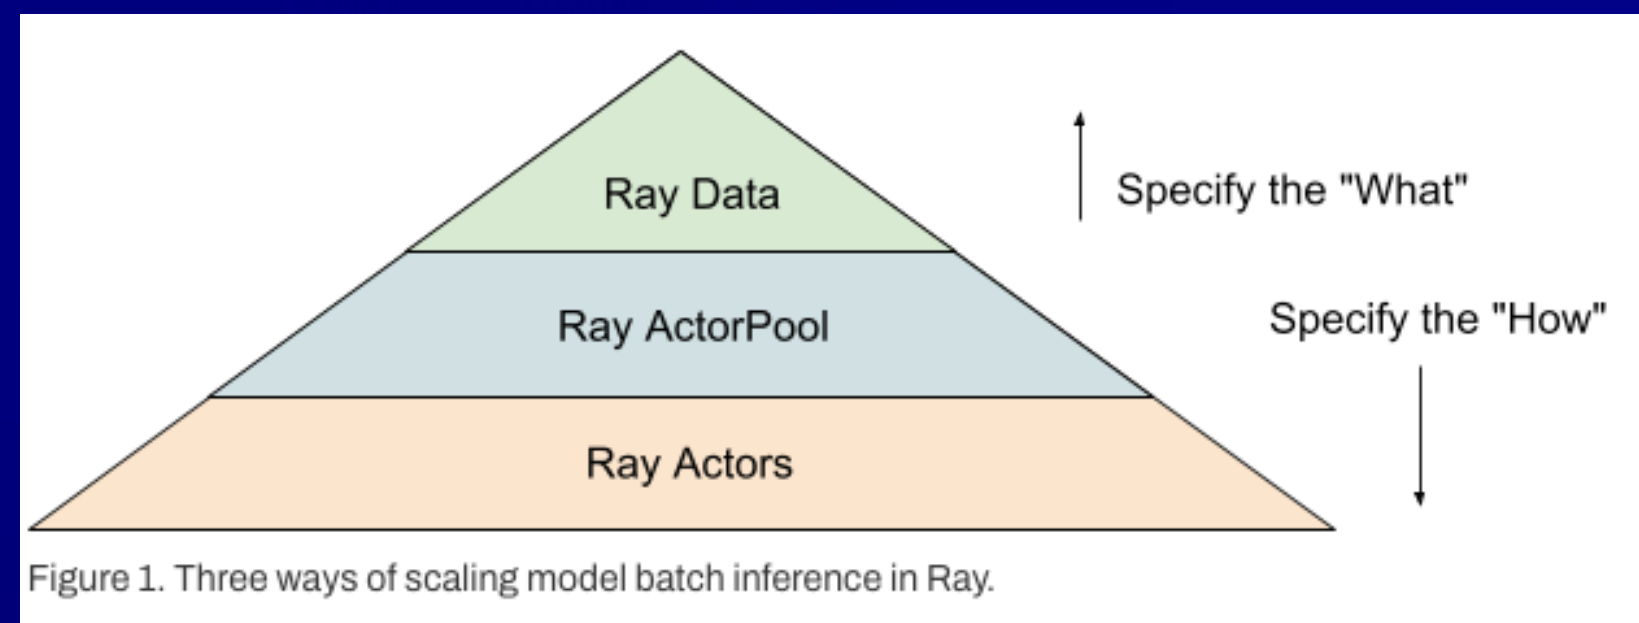 Ray Data
Specify the "What"
Ray ActorPool
Specify the "How"
Ray Actors
Figure 1. Three ways of scaling model batch inference in Ray.